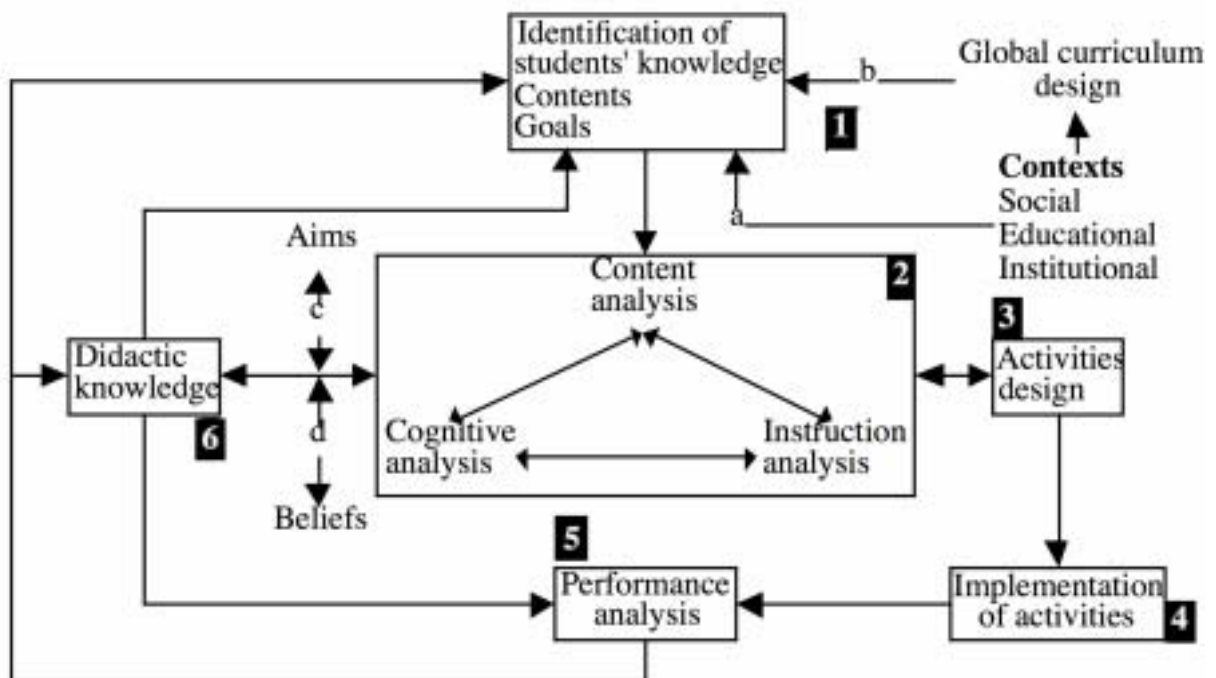 Identification of
students' knowledge
Contents
Goals
1
b
Global curriculum
design
Contexts
Social
Educational
Institutional
a
Aims
c
d
Beliefs
Didactic
knowledge
6
2
Content
analysis
Cognitive
analysis
Instruction
analysis
3
Activities
design
5
Performance
analysis
Implementation
of activities
4